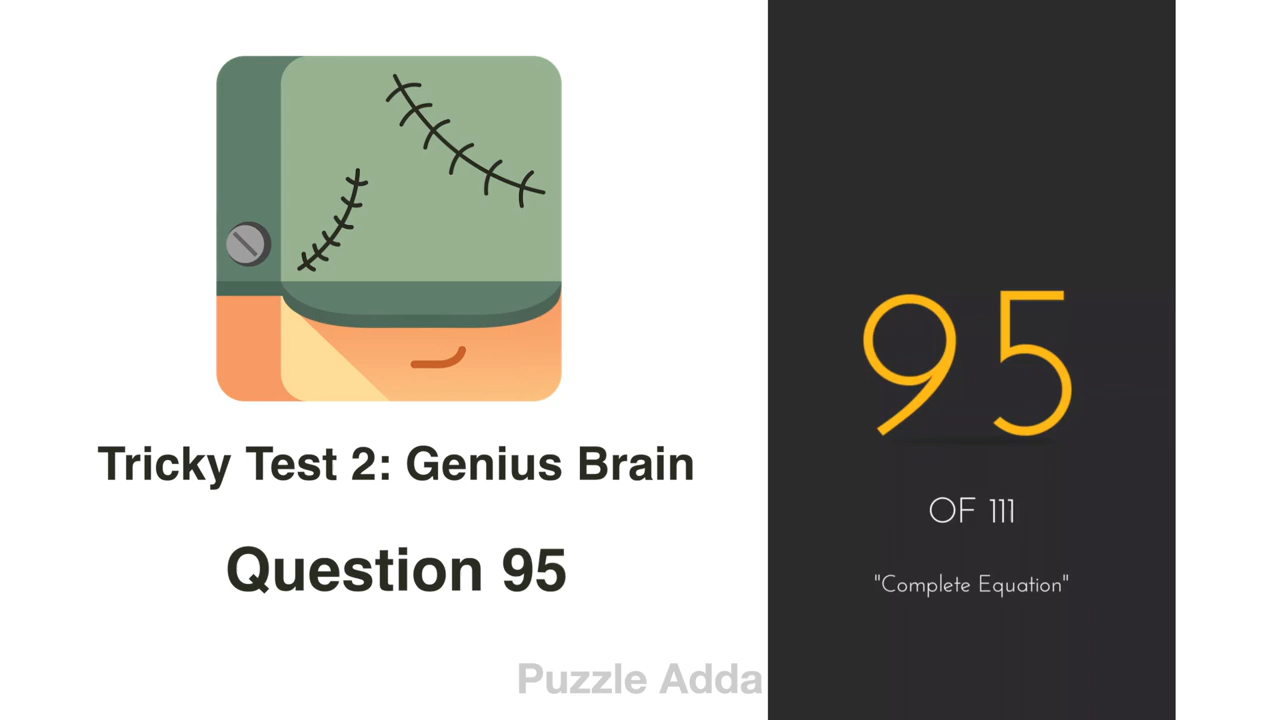 Tricky Test 2: Genius Brain
Question 95
Puzzle Adda
95
OF 111
"Complete Equation"